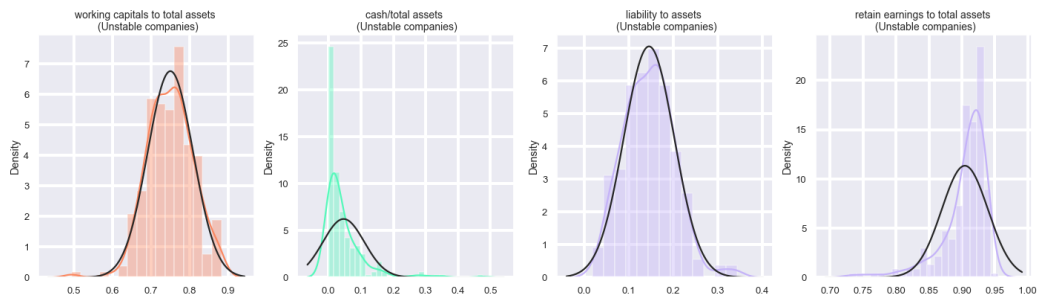 working capitals to total assets
(Unstable companies)
Density
7
6
5
4
3
2
1
0
0.5 0.6 0.7 0.8 0.9
cash/total assets
(Unstable companies)
Density
25
20
15
10
5
0
0.0 0.1 0.2 0.3 0.4 0.5
liability to assets
(Unstable companies)
Density
7
6
5
4
3
2
1
0
0.0 0.1 0.2 0.3 0.4
retain earnings to total assets
(Unstable companies)
Density
20
15
10
5
0
0.70 0.75 0.80 0.85 0.90 0.95 1.00